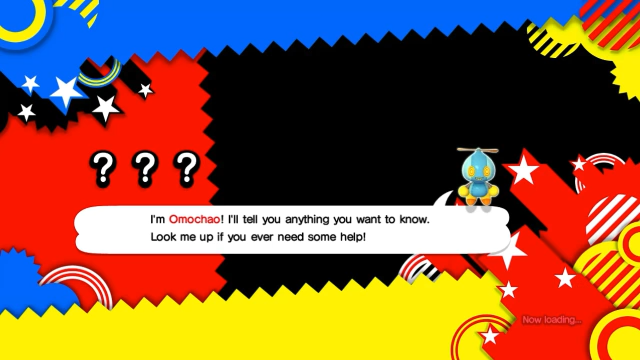 ? ? ?
I'm Omochao! I'll tell you anything you want to know.
Look me up if you ever need some help!
Now loading...